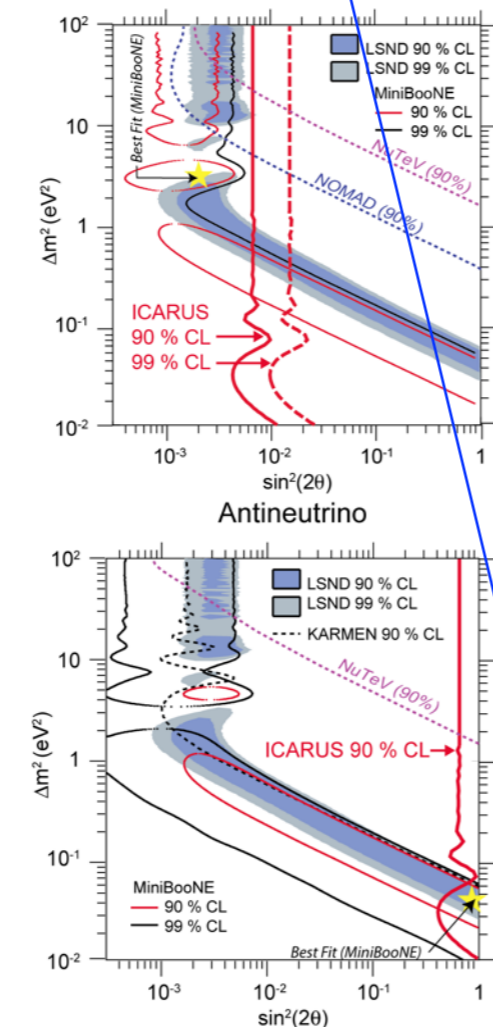 10²
10
1
10⁻¹
10⁻²
Δm² (eV²)
Best Fit (MiniBooNE)
LSND 90 % CL
LSND 99 % CL
MiniBooNE
90 % CL
99 % CL
NuTeV (90%)
NOMAD (90%)
ICARUS
90 % CL
99 % CL
10⁻³ 10⁻² 10⁻¹ 1
sin²(2θ)
Antineutrino
10²
10
1
10⁻¹
10⁻²
Δm² (eV²)
LSND 90 % CL
LSND 99 % CL
KARMEN 90 % CL
NuTeV (90%)
ICARUS 90 % CL
MiniBooNE
90 % CL
99 % CL
Best Fit (MiniBooNE)
10⁻³ 10⁻² 10⁻¹ 1
sin²(2θ)